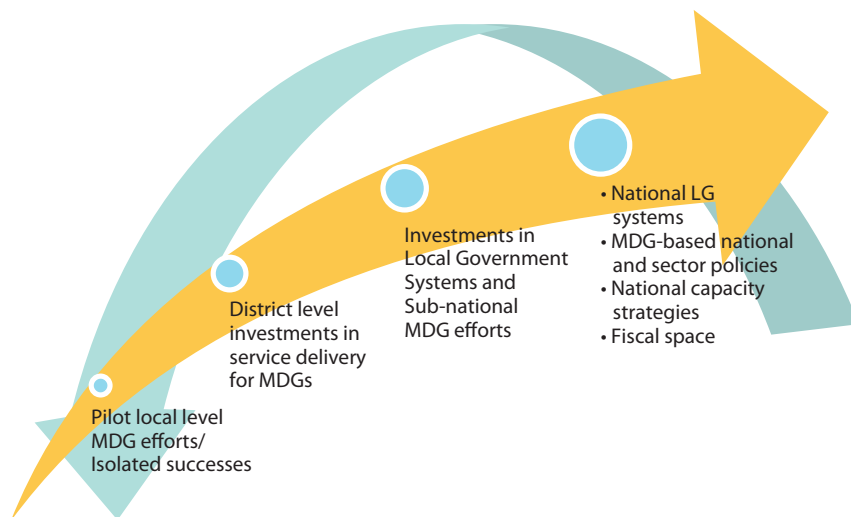 Pilot local level
MDG efforts/
Isolated successes
District level
investments in
service delivery
for MDGs
Investments in
Local Government
Systems and
Sub-national
MDG efforts
• National LG
systems
• MDG-based national
and sector policies
• National capacity
strategies
• Fiscal space